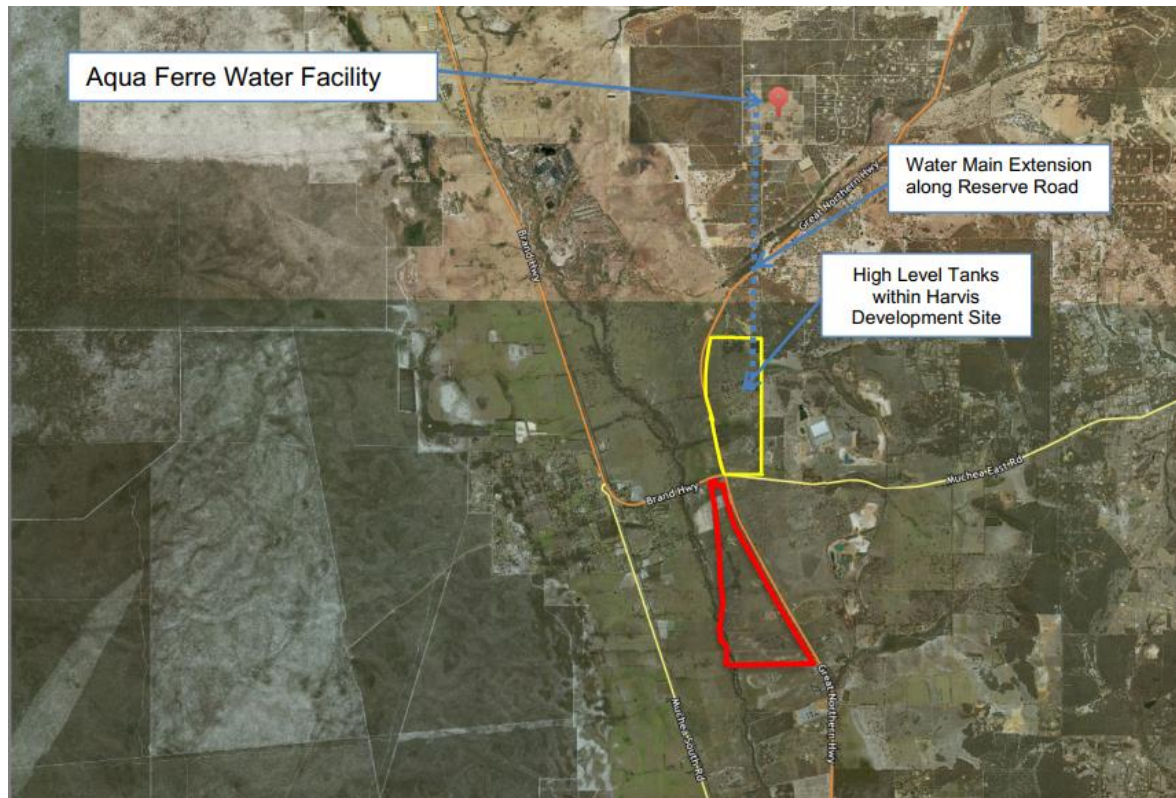 Aqua Ferre Water Facility
Water Main Extension
along Reserve Road
High Level Tanks
within Harvis
Development Site
Brand Hwy
Great Northern Hwy
Brand Hwy
Muchea East Rd
Muchea South Rd
Great Northern Hwy